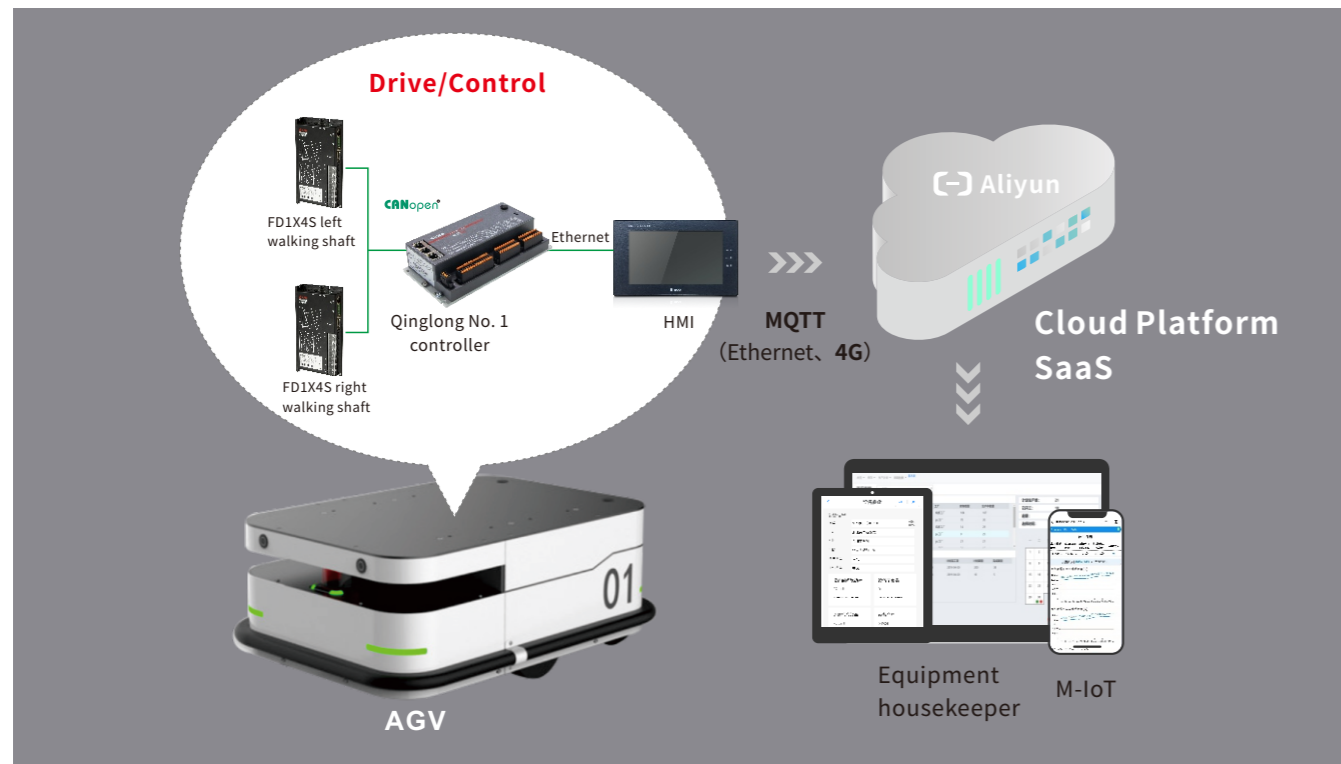 Drive/Control
FD1X4S left
walking shaft
CANopen
Ethernet
Qinglong No. 1
controller
HMI
FD1X4S right
walking shaft
MQTT
(Ethernet、4G)
Aliyun
Cloud Platform
SaaS
01
AGV
Equipment
housekeeper
M-IoT